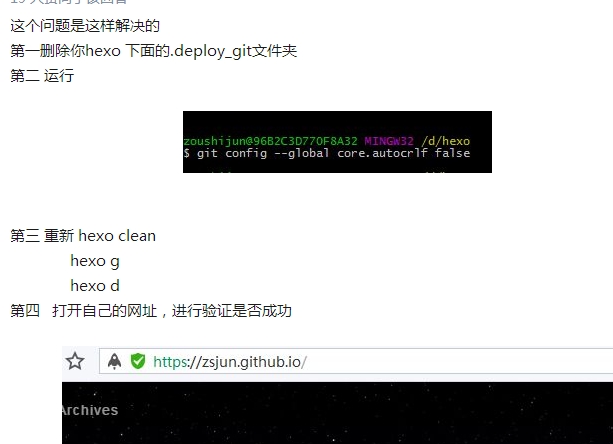 这个问题是这样解决的
第一删除你hexo 下面的.deploy_git文件夹
第二 运行
zoushijun@96B2C3D770F8A32 MINGW32 /d/hexo
$ git config --global core.autocrlf false
第三 重新 hexo clean
hexo g
hexo d
第四 打开自己的网址，进行验证是否成功
https://zsjun.github.io/
Archives